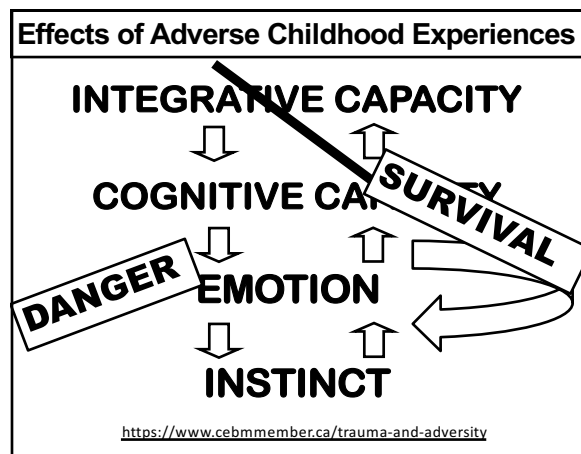 Effects of Adverse Childhood Experiences
INTEGRATIVE CAPACITY
COGNITIVE CAPACITY
SURVIVAL
DANGER
EMOTION
INSTINCT
https://www.cebmmember.ca/trauma-and-adversity